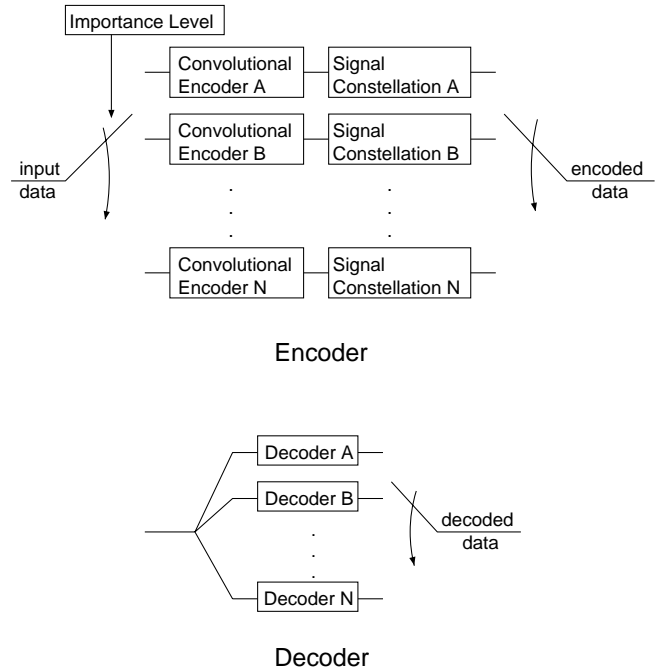 Importance Level
Convolutional
Encoder A
Signal
Constellation A
Convolutional
Encoder B
Signal
Constellation B
input
data
encoded
data
Convolutional
Encoder N
Signal
Constellation N
Encoder
Decoder A
Decoder B
decoded
data
Decoder N
Decoder